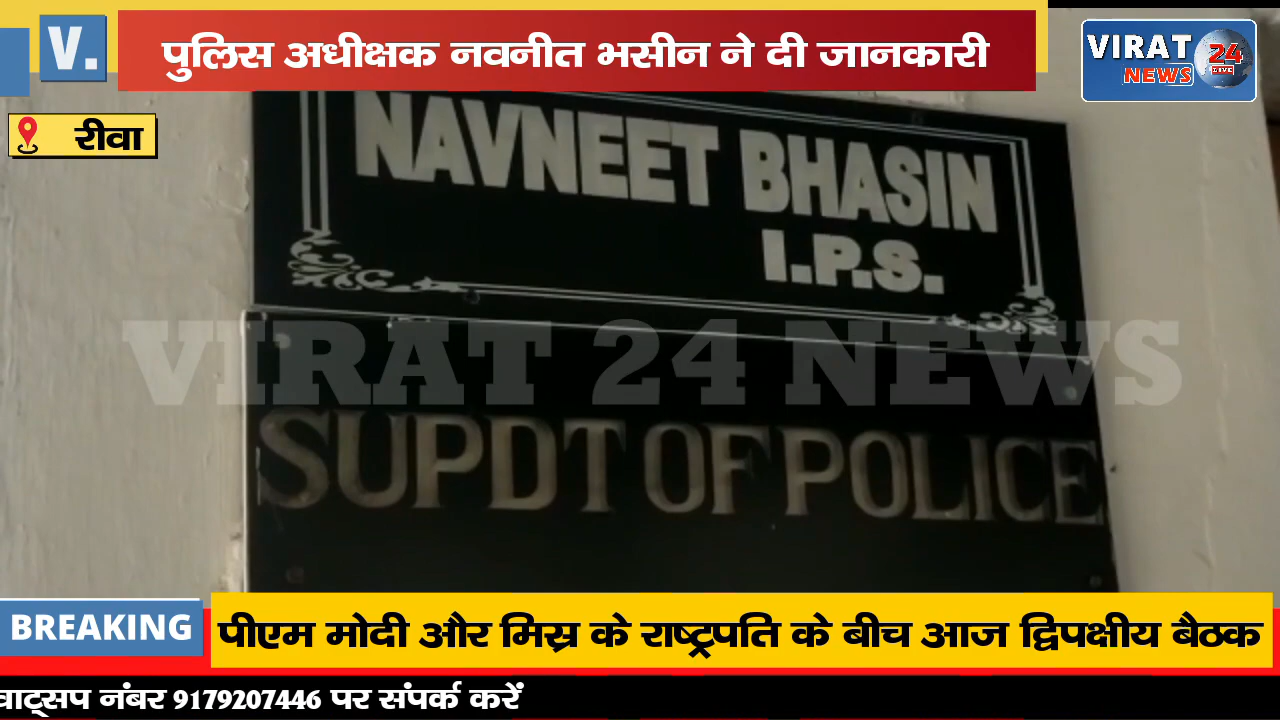 V.
पुलिस अधीक्षक नवनीत भसीन ने दी जानकारी
VIRAT 24
NEWS LIVE
रीवा
NAVNEET BHASIN
I.P.S.
VIRAT 24 NEWS
SUPDT OF POLICE
BREAKING
पीएम मोदी और मिस्र के राष्ट्रपति के बीच आज द्विपक्षीय बैठक
वाट्सप नंबर 9179207446 पर संपर्क करें